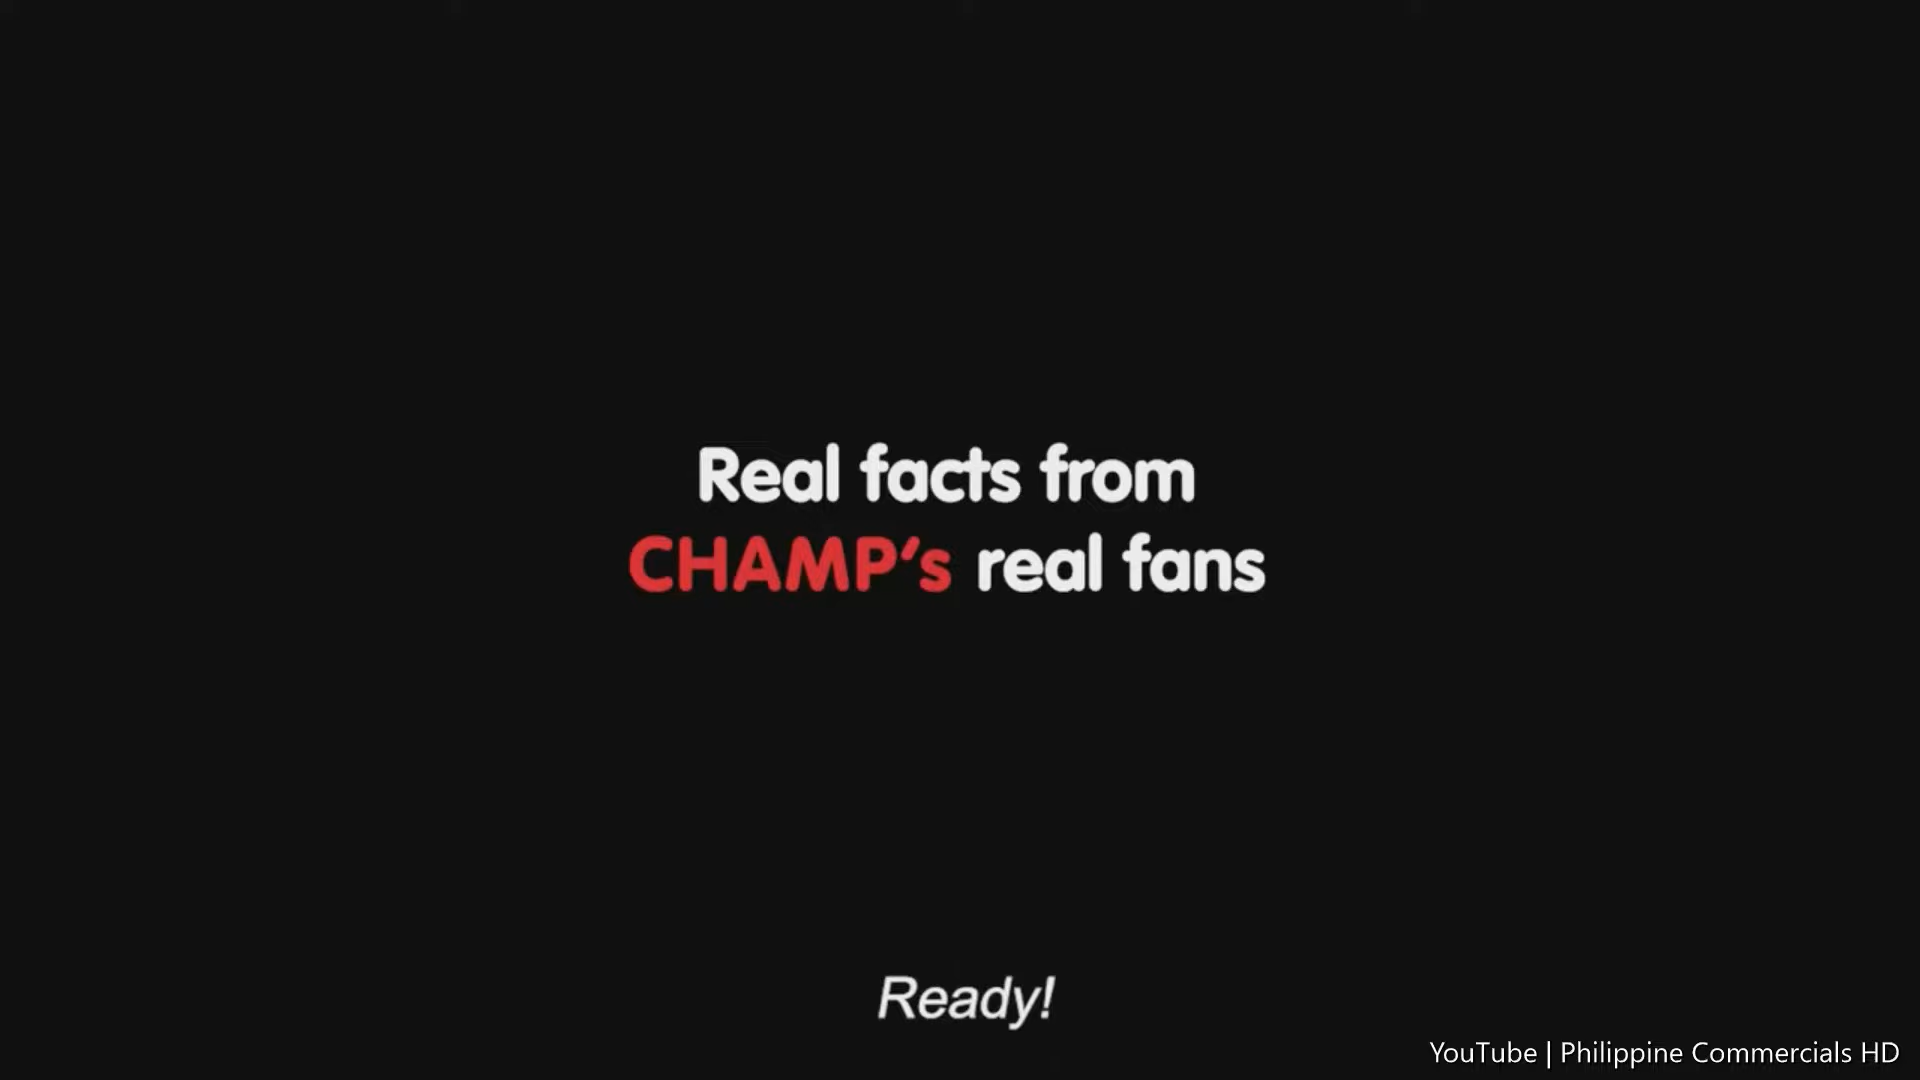 Real facts from
CHAMP's real fans
Ready!
YouTube | Philippine Commercials HD